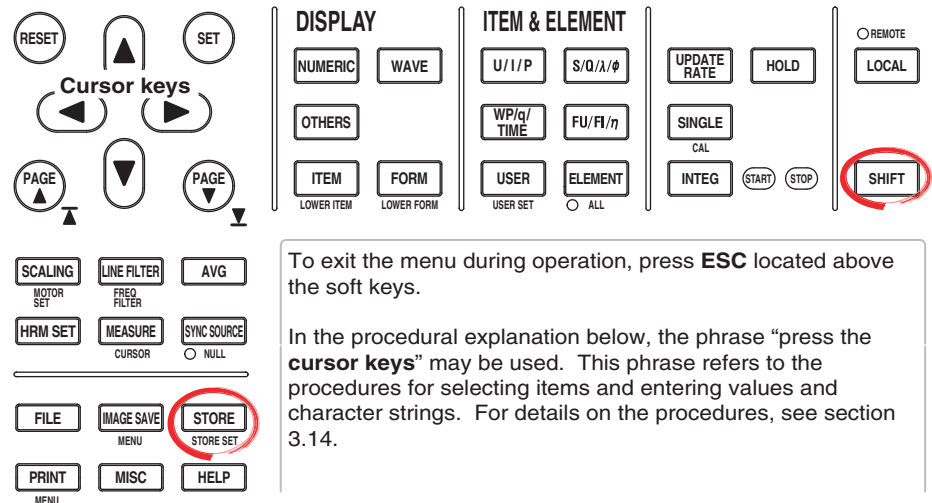 RESET
SET
Cursor keys
PAGE
PAGE
DISPLAY
NUMERIC WAVE
OTHERS
ITEM FORM
LOWER ITEM LOWER FORM
ITEM & ELEMENT
U / I / P S/Q/λ/ø
WP/q/
TIME
FU/FI/η
USER ELEMENT
USER SET ALL
UPDATE
RATE
HOLD
SINGLE
CAL
INTEG START STOP
REMOTE
LOCAL
SHIFT
SCALING LINE FILTER AVG
MOTOR
SET
FREQ
FILTER
HRM SET MEASURE SYNC SOURCE
CURSOR NULL
FILE IMAGE SAVE STORE
MENU STORE SET
PRINT MISC HELP
MENU
To exit the menu during operation, press ESC located above
the soft keys.
In the procedural explanation below, the phrase “press the
cursor keys” may be used. This phrase refers to the
procedures for selecting items and entering values and
character strings. For details on the procedures, see section
3.14.